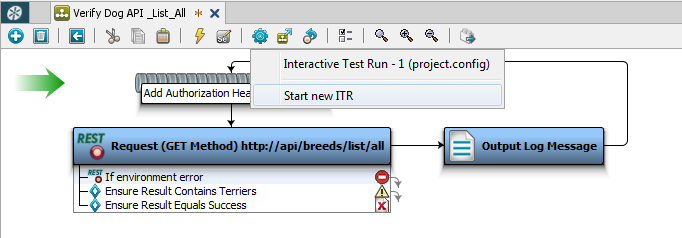 Verify Dog API _List_All
Interactive Test Run - 1 (project.config)
Start new ITR
Add Authorization Hea
REST
Request (GET Method) http://api/breeds/list/all
Output Log Message
REST If environment error
Ensure Result Contains Terriers
Ensure Result Equals Success